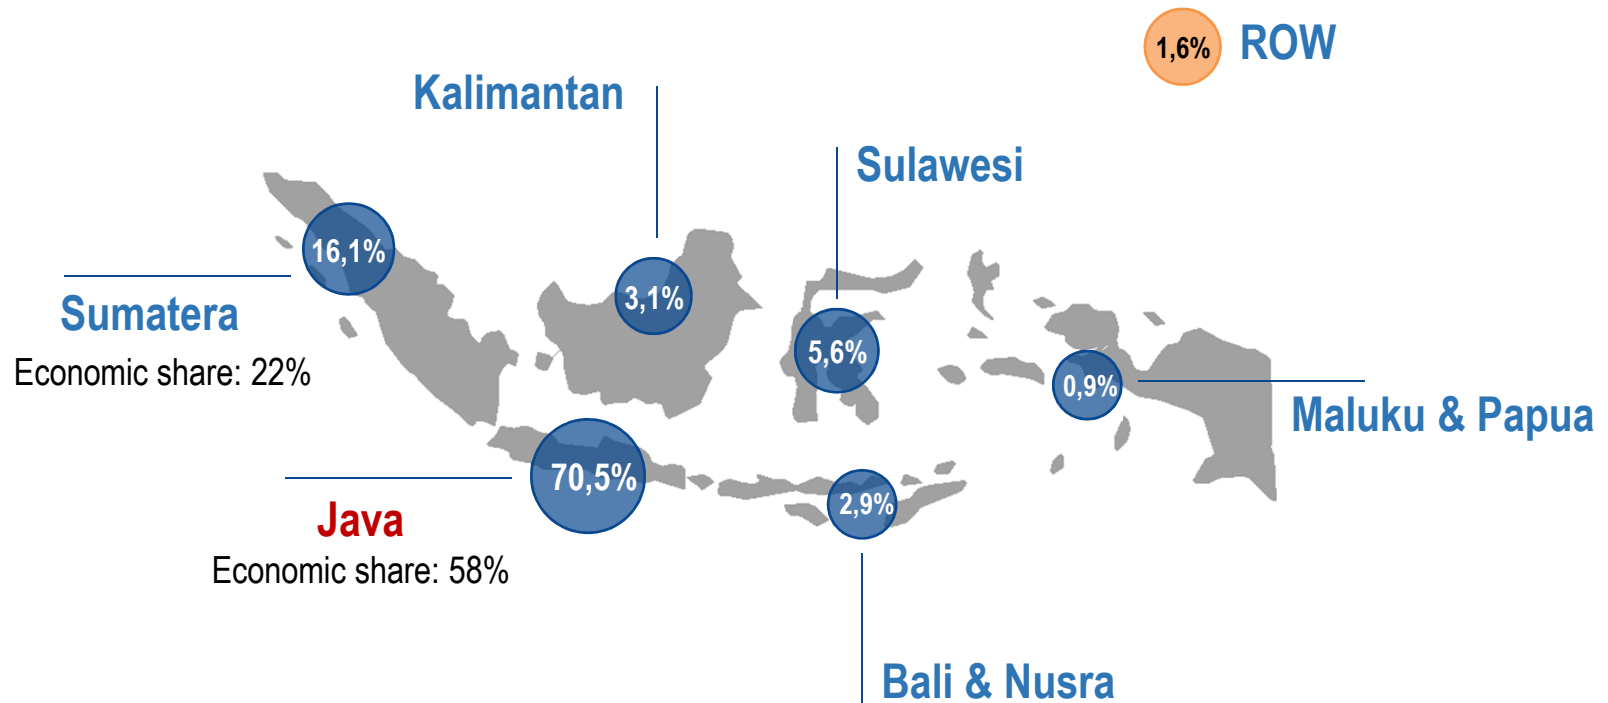 1,6% ROW
Kalimantan
Sulawesi
16,1%
3,1%
Sumatera
Economic share: 22%
5,6%
0,9%
Maluku & Papua
70,5%
Java
Economic share: 58%
2,9%
Bali & Nusra